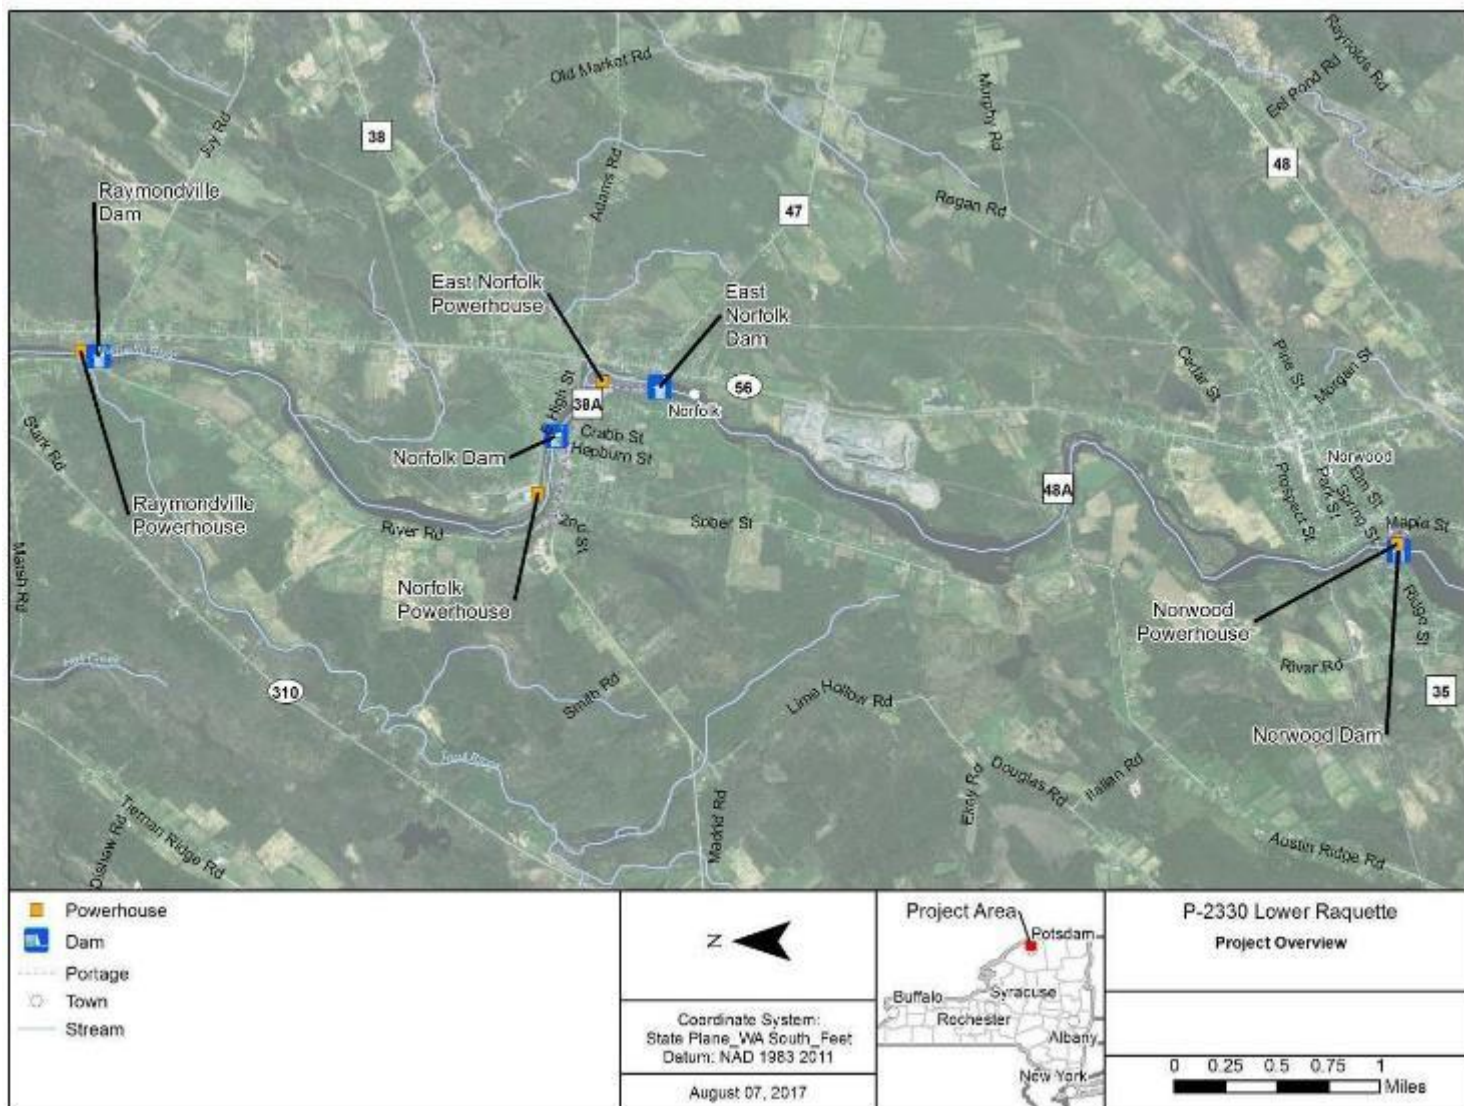 Old Market Rd
Raynolds Rd
Eel Pond Rd
Murphy Rd
38
Joy Rd
48
Raymondville
Dam
Adams Rd
Regan Rd
47
East Norfolk
Powerhouse
East
Norfolk
Dam
Pine St
Cedar St
Morgan St
56
High St
38A
Norfolk
Crabb St
Hepburn St
Norfolk Dam
Stark Rd
Norwood
Elm St
Park St
Spring St
Prospect St
48A
Raymondville
Powerhouse
River Rd
Sober St
2nd St
Maple St
Marsh Rd
Norfolk
Powerhouse
Norwood
Powerhouse
Ridge St
River Rd
310
Smith Rd
Lime Hollow Rd
35
Norwood Dam
Trout Brook
Douglas Rd
Italian Rd
Madrid Rd
Tiernan Ridge Rd
Dishaw Rd
Austin Ridge Rd
Powerhouse
Dam
Portage
Town
Stream
N
Coordinate System:
State Plane_WA South_Feet
Datum: NAD 1983 2011
August 07, 2017
Project Area
Potsdam
Buffalo
Syracuse
Rochester
Albany
New York
P-2330 Lower Raquette
Project Overview
0 0.25 0.5 0.75 1
Miles